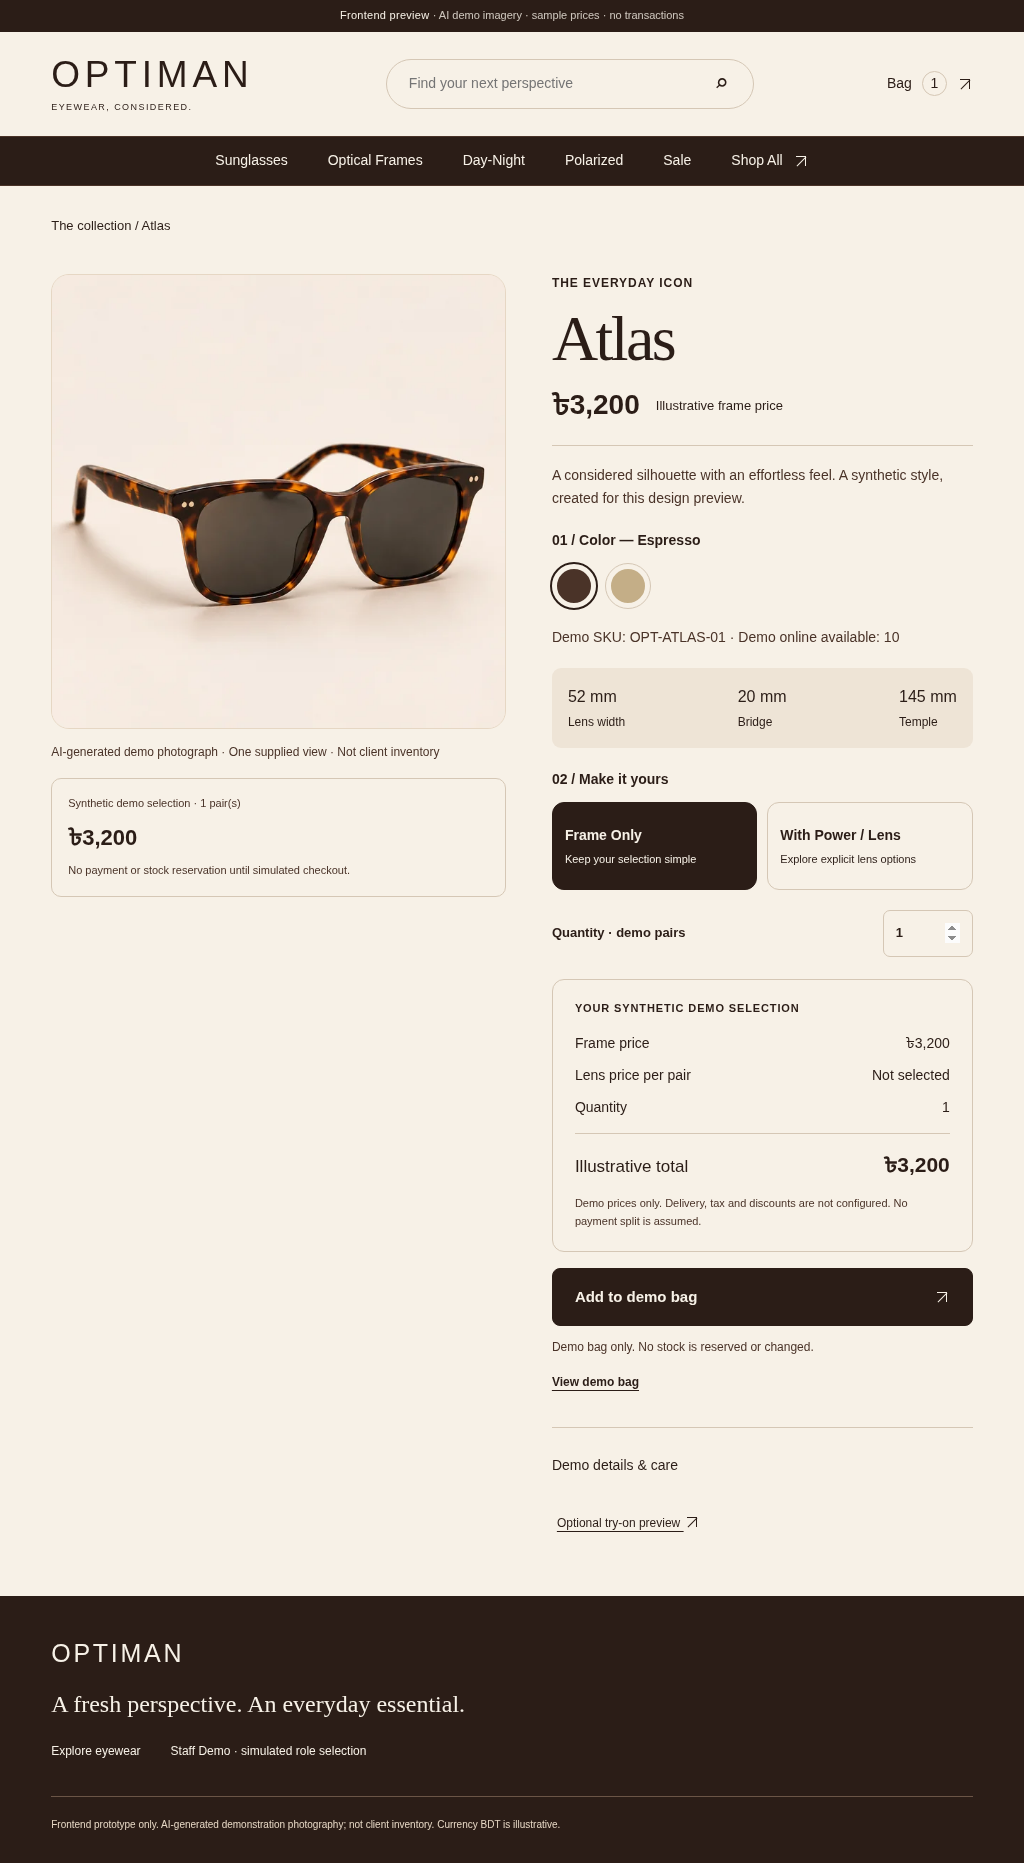 Frontend preview · AI demo imagery · sample prices · no transactions
OPTIMAN
EYEWEAR, CONSIDERED.
Find your next perspective
Bag 1
Sunglasses Optical Frames Day-Night Polarized Sale Shop All
The collection / Atlas
THE EVERYDAY ICON
Atlas
৳3,200 Illustrative frame price
A considered silhouette with an effortless feel. A synthetic style,
created for this design preview.
01 / Color — Espresso
Demo SKU: OPT-ATLAS-01 · Demo online available: 10
52 mm 20 mm 145 mm
Lens width Bridge Temple
AI-generated demo photograph · One supplied view · Not client inventory
Synthetic demo selection · 1 pair(s)
৳3,200
No payment or stock reservation until simulated checkout.
02 / Make it yours
Frame Only With Power / Lens
Keep your selection simple Explore explicit lens options
Quantity · demo pairs 1
YOUR SYNTHETIC DEMO SELECTION
Frame price ৳3,200
Lens price per pair Not selected
Quantity 1
Illustrative total ৳3,200
Demo prices only. Delivery, tax and discounts are not configured. No
payment split is assumed.
Add to demo bag
Demo bag only. No stock is reserved or changed.
View demo bag
Demo details & care
Optional try-on preview
OPTIMAN
A fresh perspective. An everyday essential.
Explore eyewear Staff Demo · simulated role selection
Frontend prototype only. AI-generated demonstration photography; not client inventory. Currency BDT is illustrative.